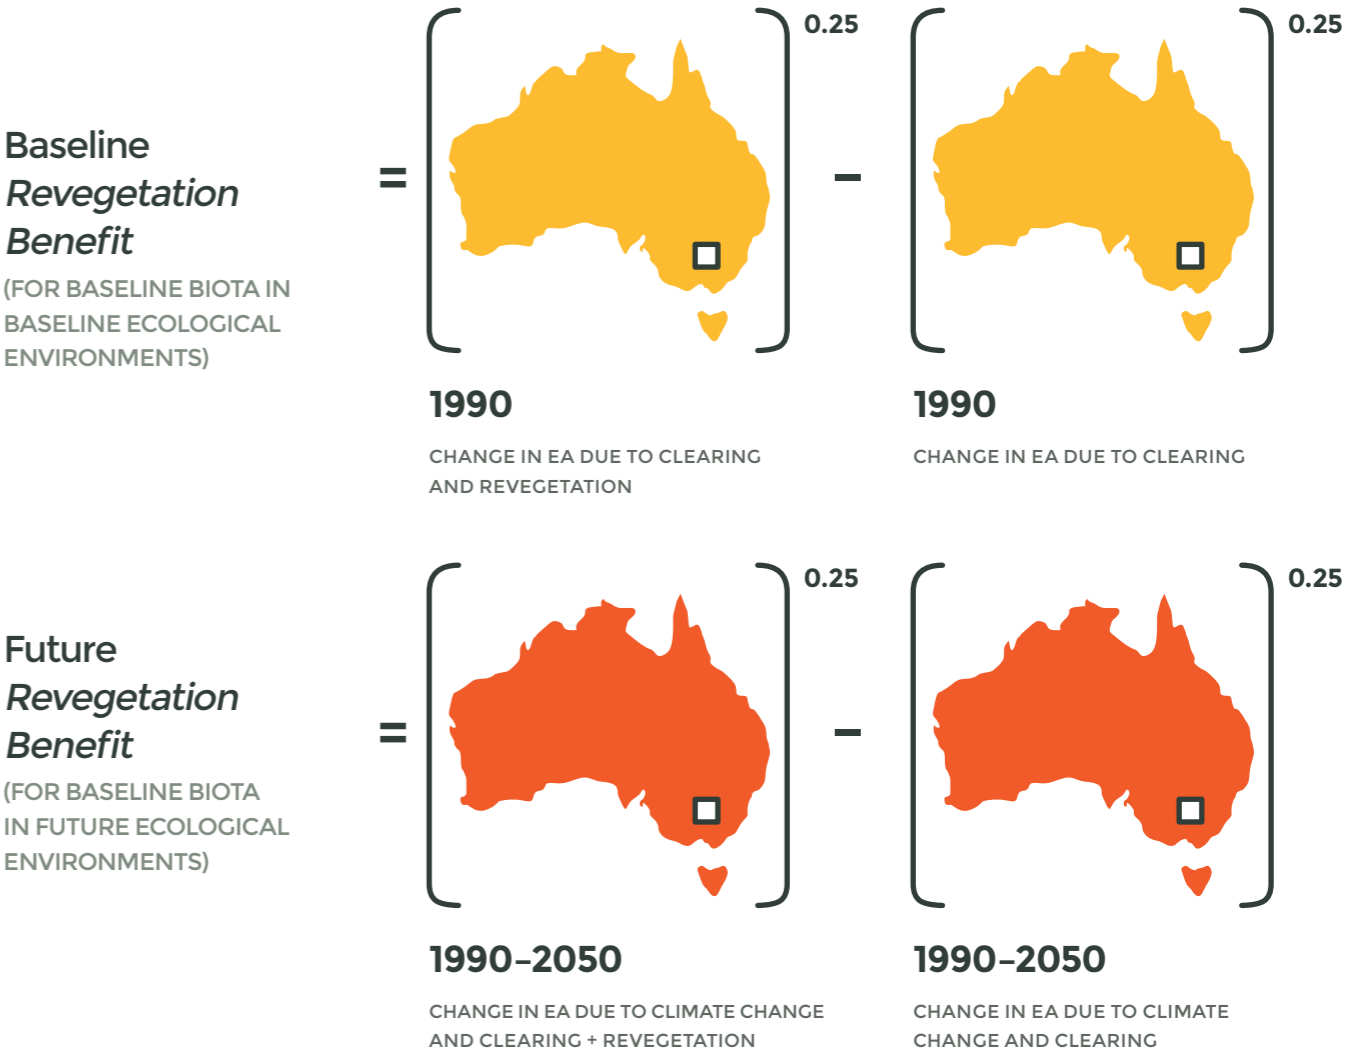 0.25
0.25
Baseline
Revegetation
Benefit
(FOR BASELINE BIOTA IN
BASELINE ECOLOGICAL
ENVIRONMENTS)
=
–
1990
CHANGE IN EA DUE TO CLEARING
AND REVEGETATION
1990
CHANGE IN EA DUE TO CLEARING
0.25
0.25
Future
Revegetation
Benefit
(FOR BASELINE BIOTA
IN FUTURE ECOLOGICAL
ENVIRONMENTS)
=
–
1990–2050
CHANGE IN EA DUE TO CLIMATE CHANGE
AND CLEARING + REVEGETATION
1990–2050
CHANGE IN EA DUE TO CLIMATE
CHANGE AND CLEARING